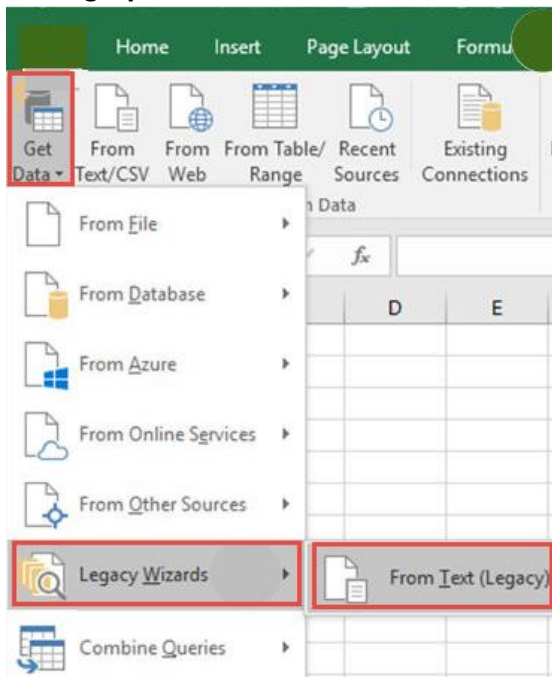 Home Insert Page Layout Formu
Get Data
From Text/CSV
From Web
From Table/ Range
Recent Sources
Existing Connections
Data
From File
fx
From Database
D E
From Azure
From Online Services
From Other Sources
Legacy Wizards
From Text (Legacy)
Combine Queries